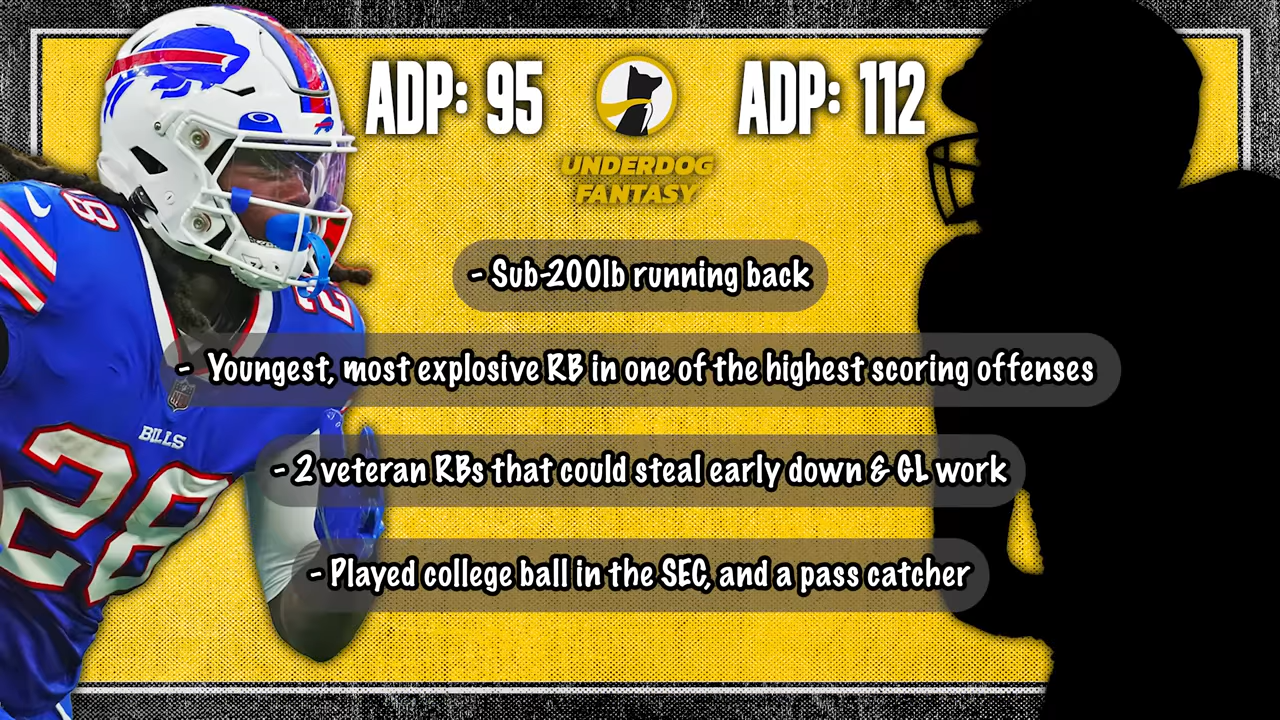 ADP: 95
ADP: 112
UNDERDOG
FANTASY
- Sub-200lb running back
- Youngest, most explosive RB in one of the highest scoring offenses
- 2 veteran RBs that could steal early down & GL work
- Played college ball in the SEC, and a pass catcher
BILLS
28